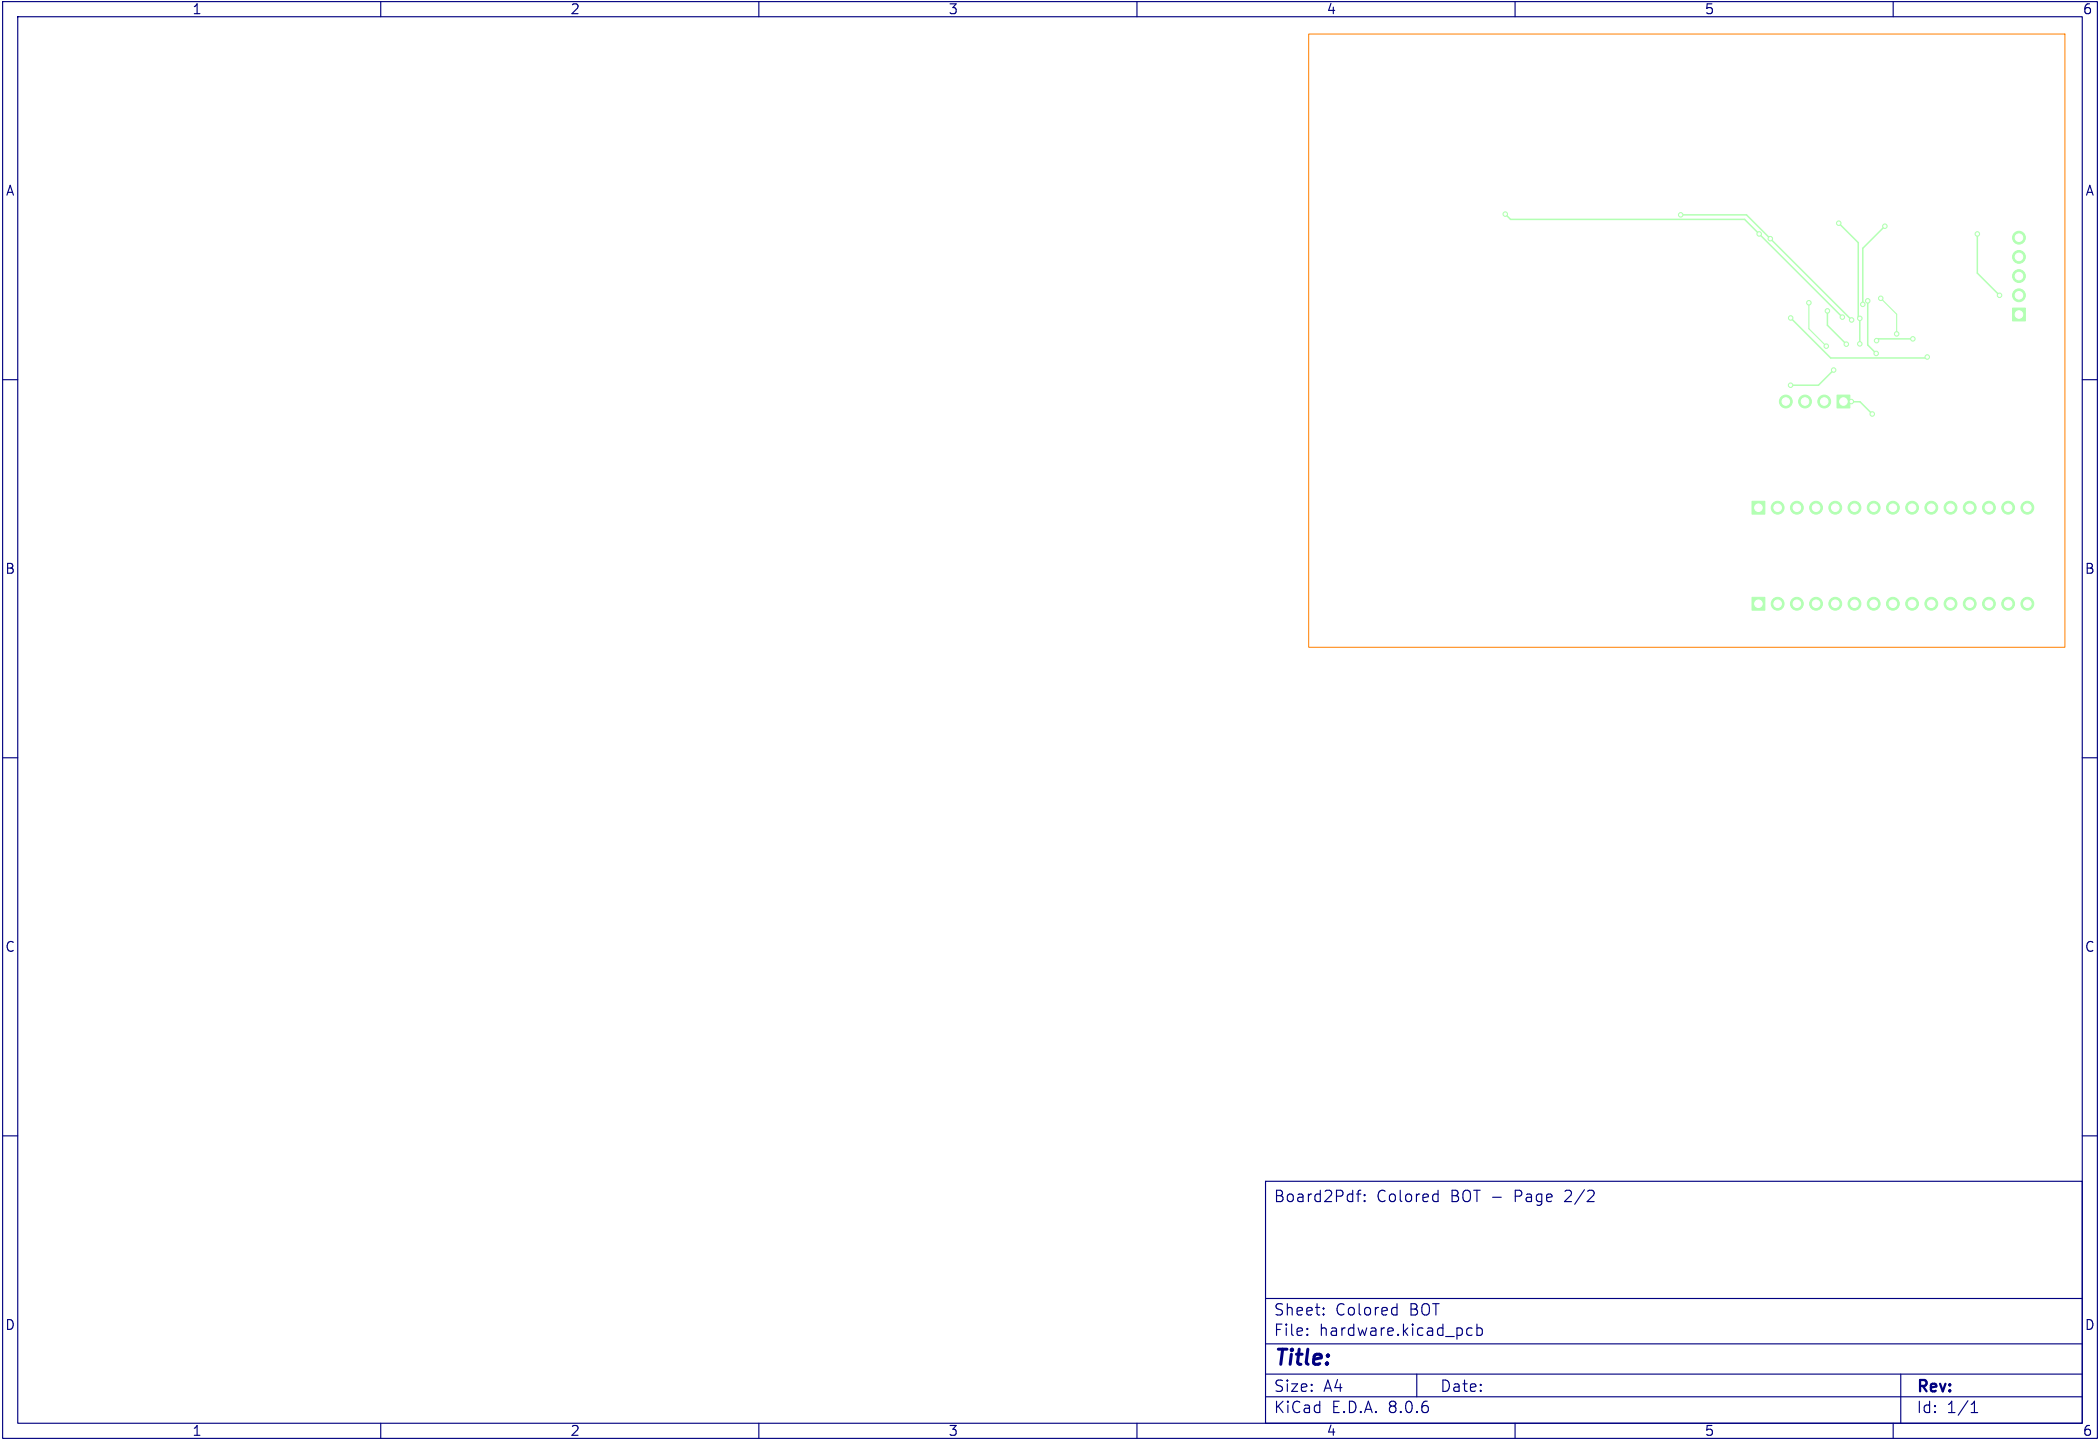 1 2 3 4 5 6
A A
B B
C C
D D
Board2Pdf: Colored BOT – Page 2/2
Sheet: Colored BOT
File: hardware.kicad_pcb
Title:
Size: A4 Date: Rev:
KiCad E.D.A. 8.0.6 Id: 1/1
1 2 3 4 5 6